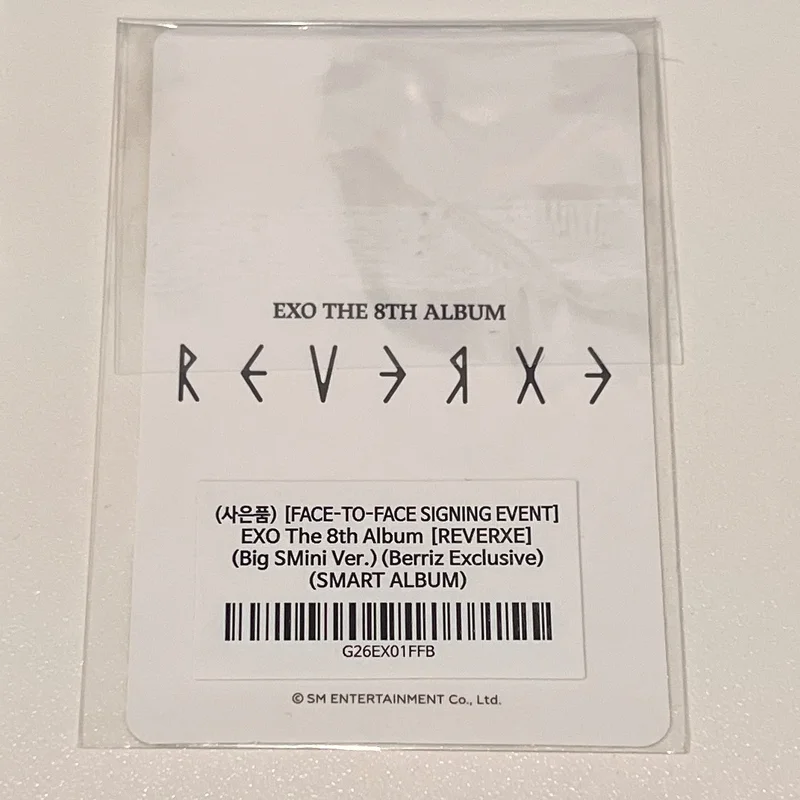 EXO THE 8TH ALBUM
REVERXE
(사은품) [FACE-TO-FACE SIGNING EVENT]
EXO The 8th Album [REVERXE]
(Big SMini Ver.) (Berriz Exclusive)
(SMART ALBUM)
G26EX01FFB
© SM ENTERTAINMENT Co., Ltd.